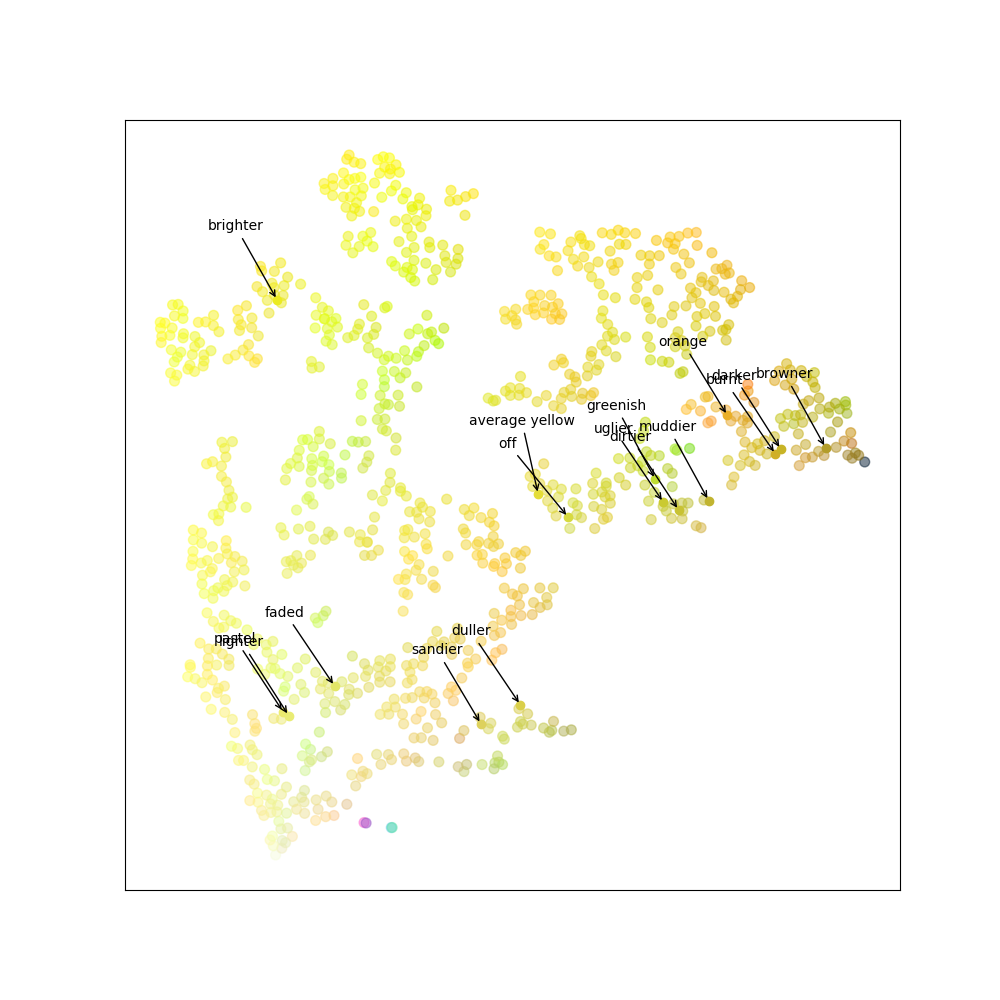 brighter
orange
darker
burnt
browner
greenish
average yellow
muddier
uglier
dirtier
off
faded
duller
pastel
lighter
sandier